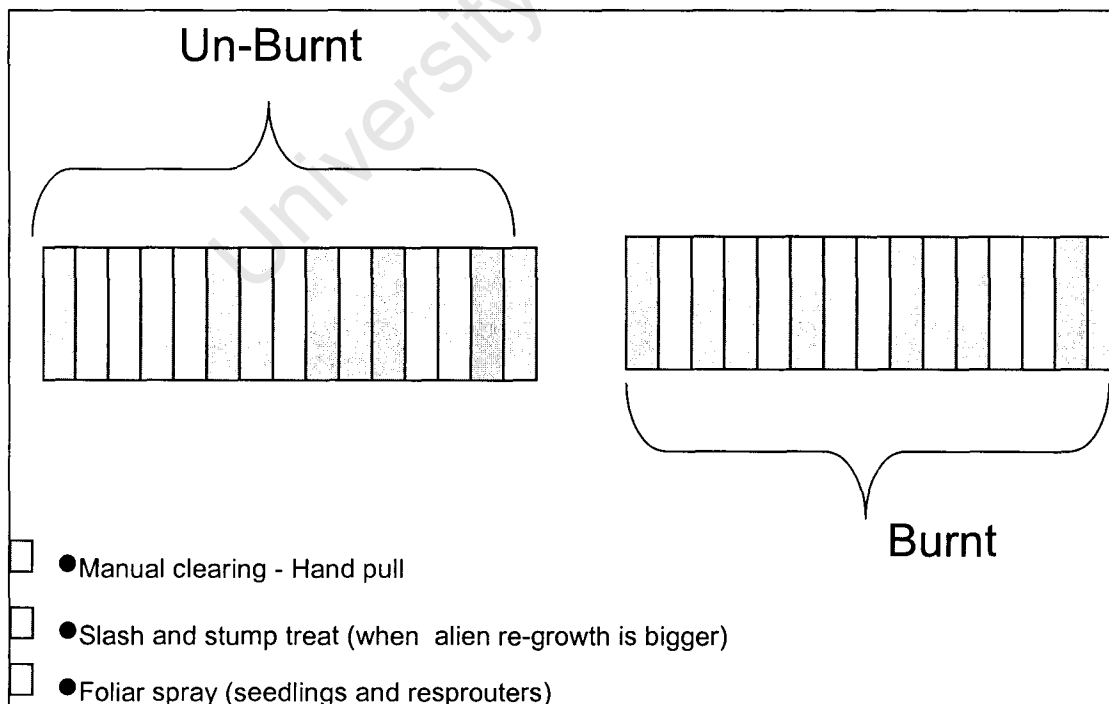 University
Un-Burnt
Burnt
●Manual clearing - Hand pull
●Slash and stump treat (when alien re-growth is bigger)
●Foliar spray (seedlings and resprouters)